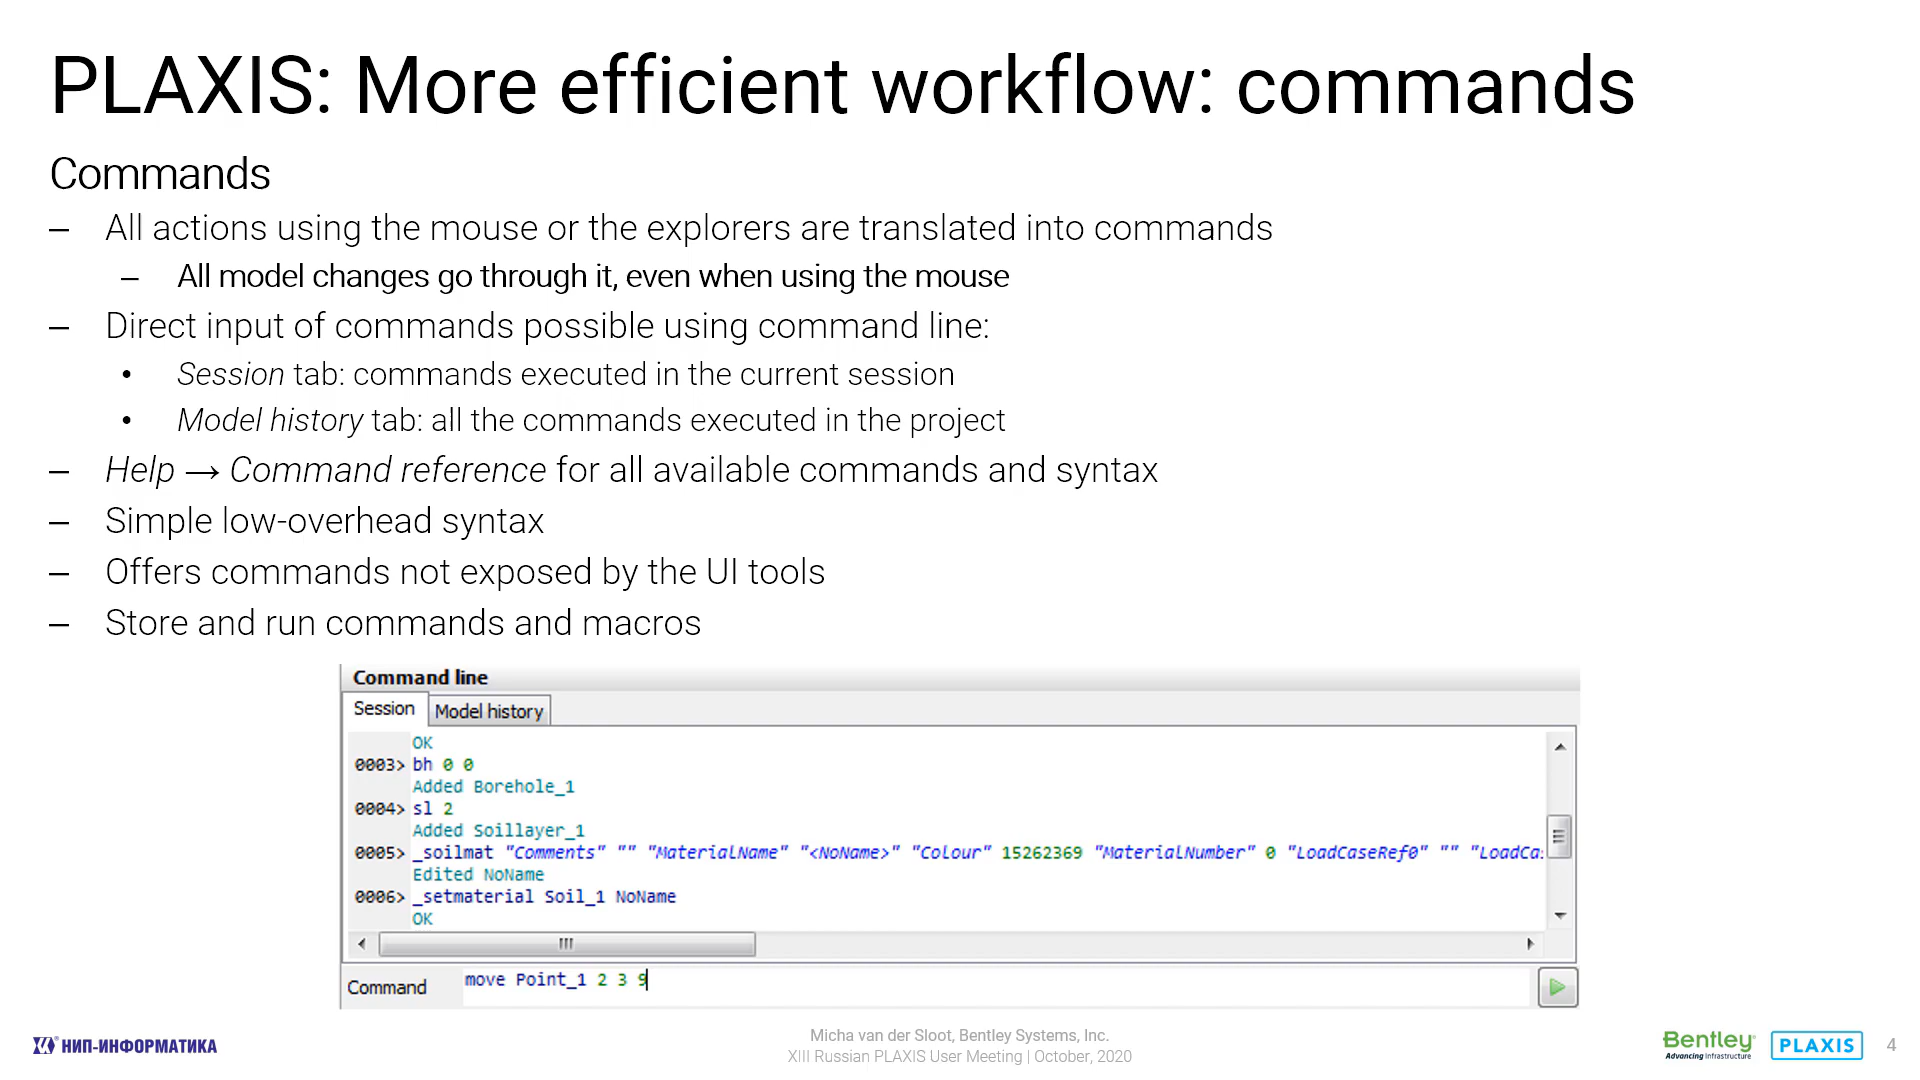 PLAXIS: More efficient workflow: commands
Commands
– All actions using the mouse or the explorers are translated into commands
– All model changes go through it, even when using the mouse
– Direct input of commands possible using command line:
• Session tab: commands executed in the current session
• Model history tab: all the commands executed in the project
– Help → Command reference for all available commands and syntax
– Simple low-overhead syntax
– Offers commands not exposed by the UI tools
– Store and run commands and macros
Command line
Session Model history
OK
0003> bh 0 0
Added Borehole_1
0004> sl 2
Added Soillayer_1
0005> _soilmat "Comments" "" "MaterialName" "<NoName>" "Colour" 15262369 "MaterialNumber" 0 "LoadCaseRef0" "" "LoadCa
Edited NoName
0006> _setmaterial Soil_1 NoName
OK
Command move Point_1 2 3 9
НИП-ИНФОРМАТИКА
Micha van der Sloot, Bentley Systems, Inc.
XIII Russian PLAXIS User Meeting | October, 2020
Bentley®
Advancing Infrastructure
PLAXIS
4